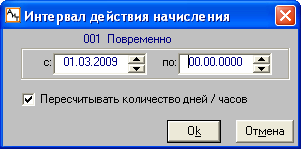 Интервал действия начисления
001 Повременно
с: 01.03.2009 по: 00.00.0000
Пересчитывать количество дней / часов
Ok Отмена